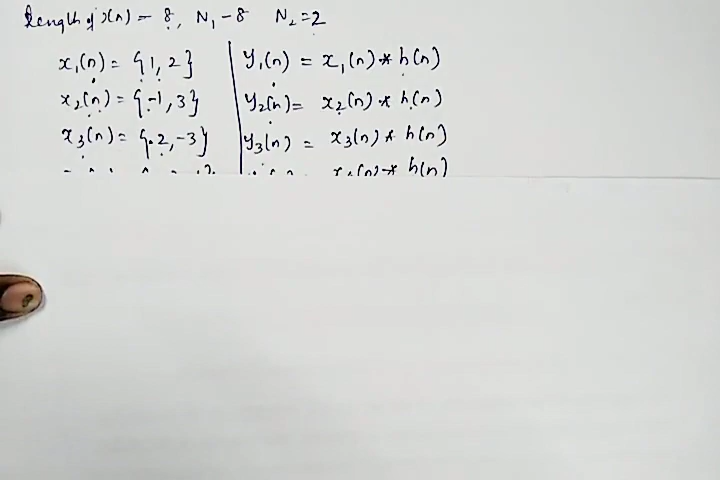 Length of x(n) = 8, N₁ - 8 N₂ = 2
x₁(n) = {1, 2} y₁(n) = x₁(n) * h(n)
x₂(n) = {-1, 3} y₂(n) = x₂(n) * h(n)
x₃(n) = {2, -3} y₃(n) = x₃(n) * h(n)
* h(n)